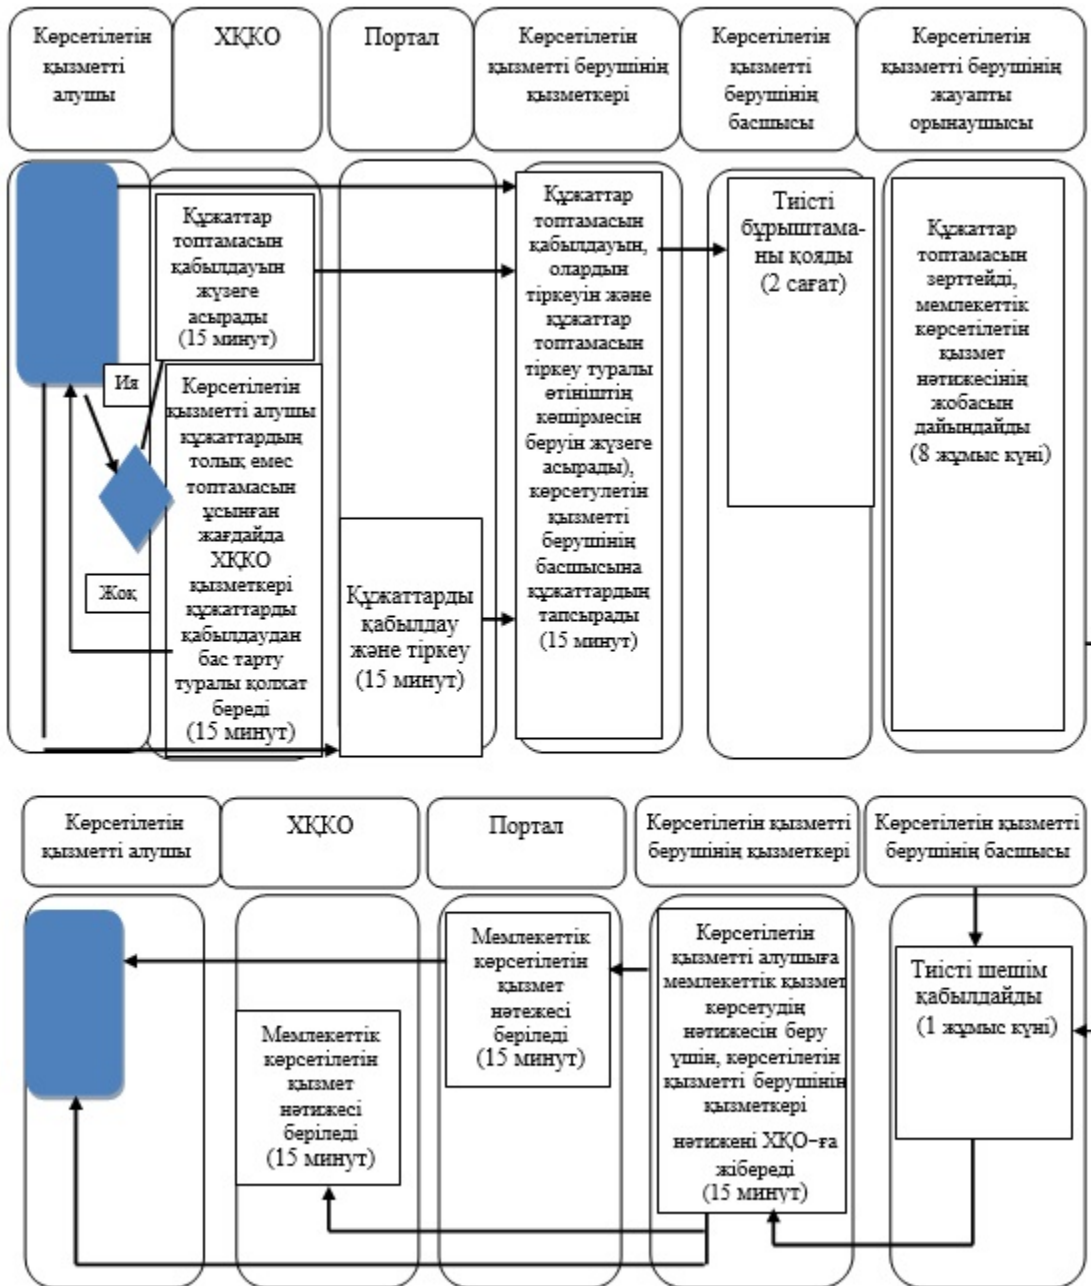 Көрсетілетін
қызметті
алушы
ХҚКО
Портал
Көрсетілетін
қызметті берушінің
қызметкері
Көрсетілетін
қызметті
берушінің
басшысы
Көрсетілетін
қызметті берушінің
жауапты
орынаушысы
Құжаттар
топтамасын
қабылдауын
жүзеге
асырады
(15 минут)
Ия
Көрсетілетін
қызметті алушы
құжаттардың
толық емес
топтамасын
ұсынған
жағдайда
ХҚКО
қызметкері
құжаттарды
қабылдаудан
бас тарту
туралы қолхат
береді
(15 минут)
Жоқ
Құжаттарды
қабылдау
және тіркеу
(15 минут)
Құжаттар
топтамасын
қабылдауын,
олардын
тіркеуін және
құжаттар
топтамасын
тіркеу туралы
өтініштің
көшірмесін
беруін жүзеге
асырады),
көрсетулетін
қызметті
берушінің
басшысына
құжаттардың
тапсырады
(15 минут)
Тиісті
бұрыштама-
ны қояды
(2 сағат)
Құжаттар
топтамасын
зерттейді,
мемлекеттік
көрсетілетін
қызмет
нәтижесінің
жобасын
дайындайды
(8 жұмыс күні)
Көрсетілетін
қызметті алушы
ХҚКО
Портал
Көрсетілетін қызметті
берушінің қызметкері
Көрсетілетін қызметті
берушінің басшысы
Мемлекеттік
көрсетілетін
қызмет
нәтижесі
беріледі
(15 минут)
Мемлекеттік
көрсетілетін
қызмет
нәтежесі
беріледі
(15 минут)
Көрсетілетін
қызметті алушыға
мемлекеттік қызмет
көрсетудің
нәтижесін беру
үшін, көрсетілетін
қызметті берушінің
қызметкері
нәтижені ХҚО-ға
жібереді
(15 минут)
Тиісті шешім
қабылдайды
(1 жұмыс күні)